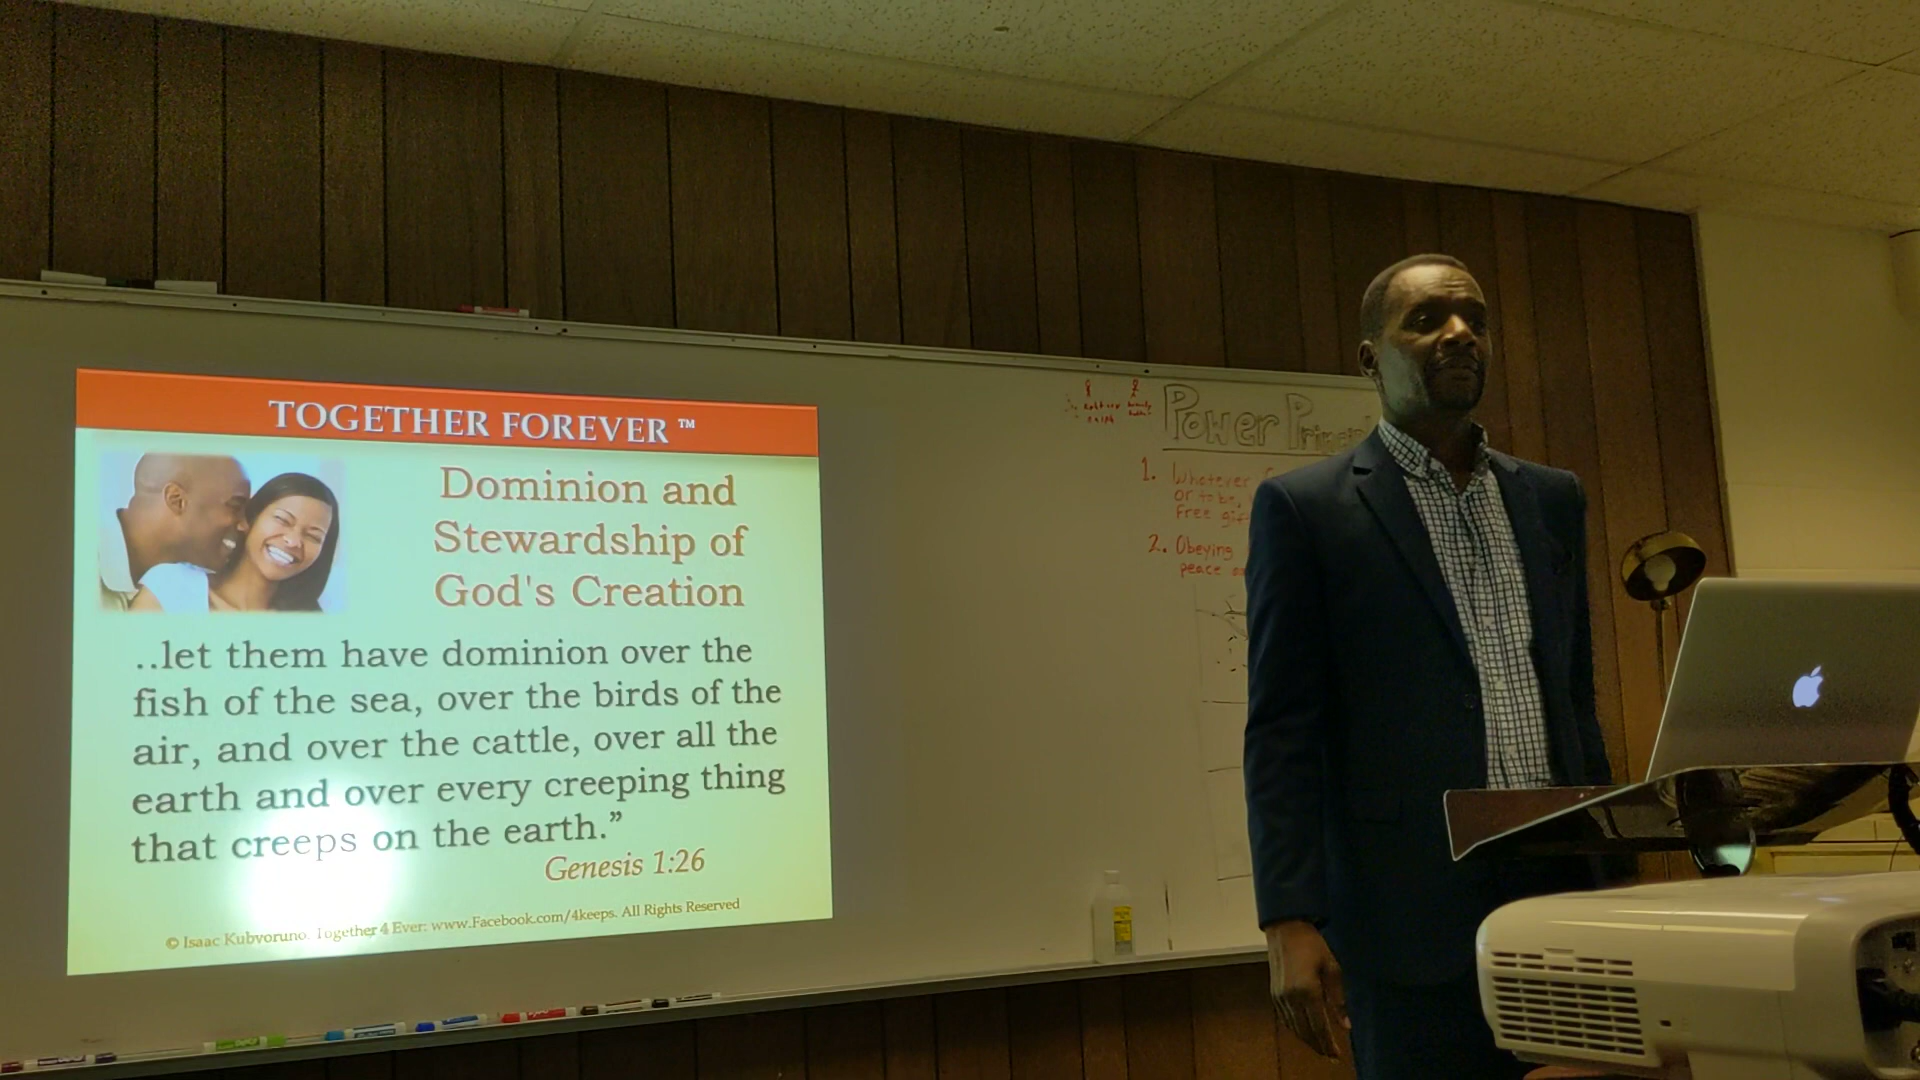 TOGETHER FOREVER™
Dominion and
Stewardship of
God's Creation
..let them have dominion over the
fish of the sea, over the birds of the
air, and over the cattle, over all the
earth and over every creeping thing
that creeps on the earth.”
Genesis 1:26
© Isaac Kubvoruno. Together 4 Ever: www.Facebook.com/4keeps. All Rights Reserved
Power
1. Whatever
or to be,
Free
2. Obeying
peace